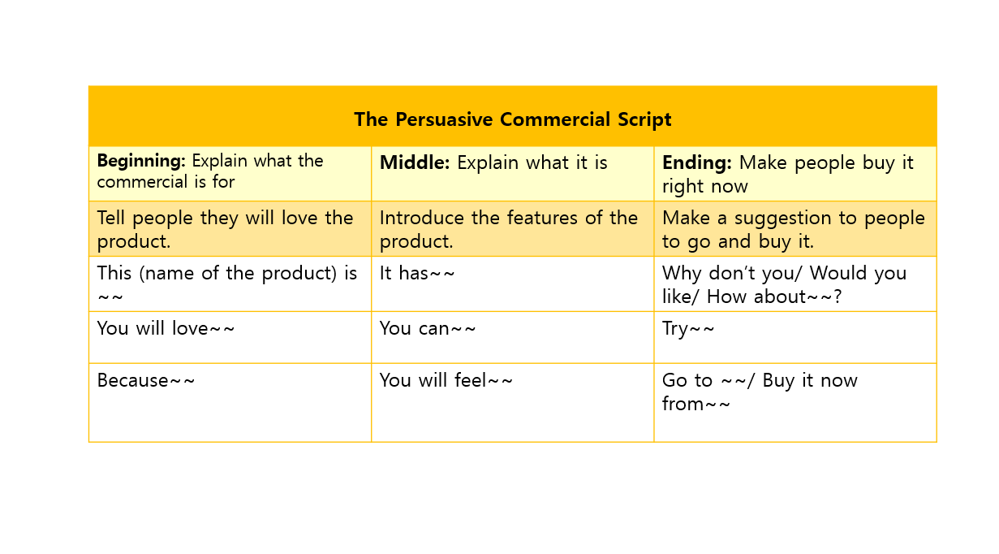 The Persuasive Commercial Script
Beginning: Explain what the
commercial is for
Middle: Explain what it is
Ending: Make people buy it
right now
Tell people they will love the
product.
Introduce the features of the
product.
Make a suggestion to people
to go and buy it.
This (name of the product) is
~~
It has~~
Why don’t you/ Would you
like/ How about~~?
You will love~~
You can~~
Try~~
Because~~
You will feel~~
Go to ~~/ Buy it now
from~~